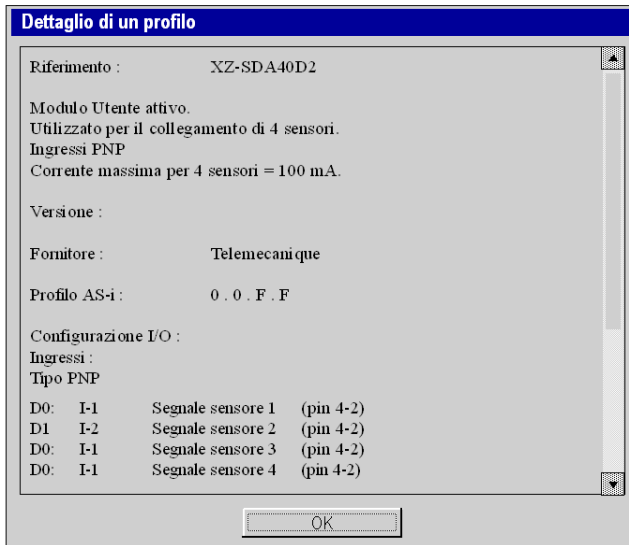 Dettaglio di un profilo
Riferimento : XZ-SDA40D2
Modulo Utente attivo.
Utilizzato per il collegamento di 4 sensori.
Ingressi PNP
Corrente massima per 4 sensori = 100 mA.
Versione :
Fornitore : Telemecanique
Profilo AS-i : 0 . 0 . F . F
Configurazione I/O :
Ingressi :
Tipo PNP
D0: I-1 Segnale sensore 1 (pin 4-2)
D1 I-2 Segnale sensore 2 (pin 4-2)
D0: I-1 Segnale sensore 3 (pin 4-2)
D0: I-1 Segnale sensore 4 (pin 4-2)
OK